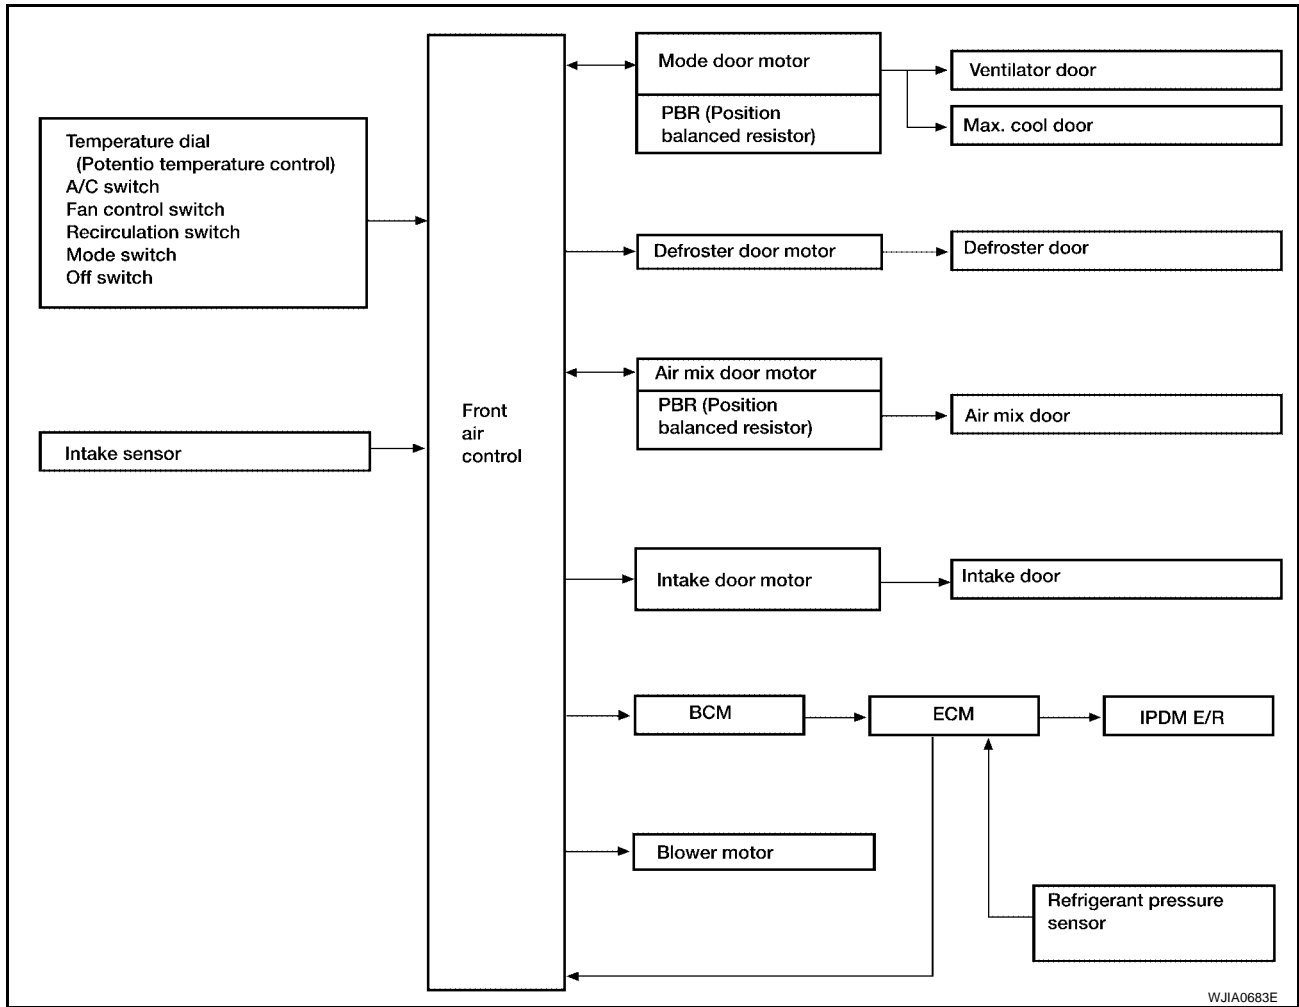 Temperature dial
(Potentio temperature control)
A/C switch
Fan control switch
Recirculation switch
Mode switch
Off switch
Intake sensor
Front
air
control
Mode door motor
PBR (Position
balanced resistor)
Ventilator door
Max. cool door
Defroster door motor
Defroster door
Air mix door motor
PBR (Position
balanced resistor)
Air mix door
Intake door motor
Intake door
BCM
ECM
IPDM E/R
Blower motor
Refrigerant pressure
sensor
WJIA0683E